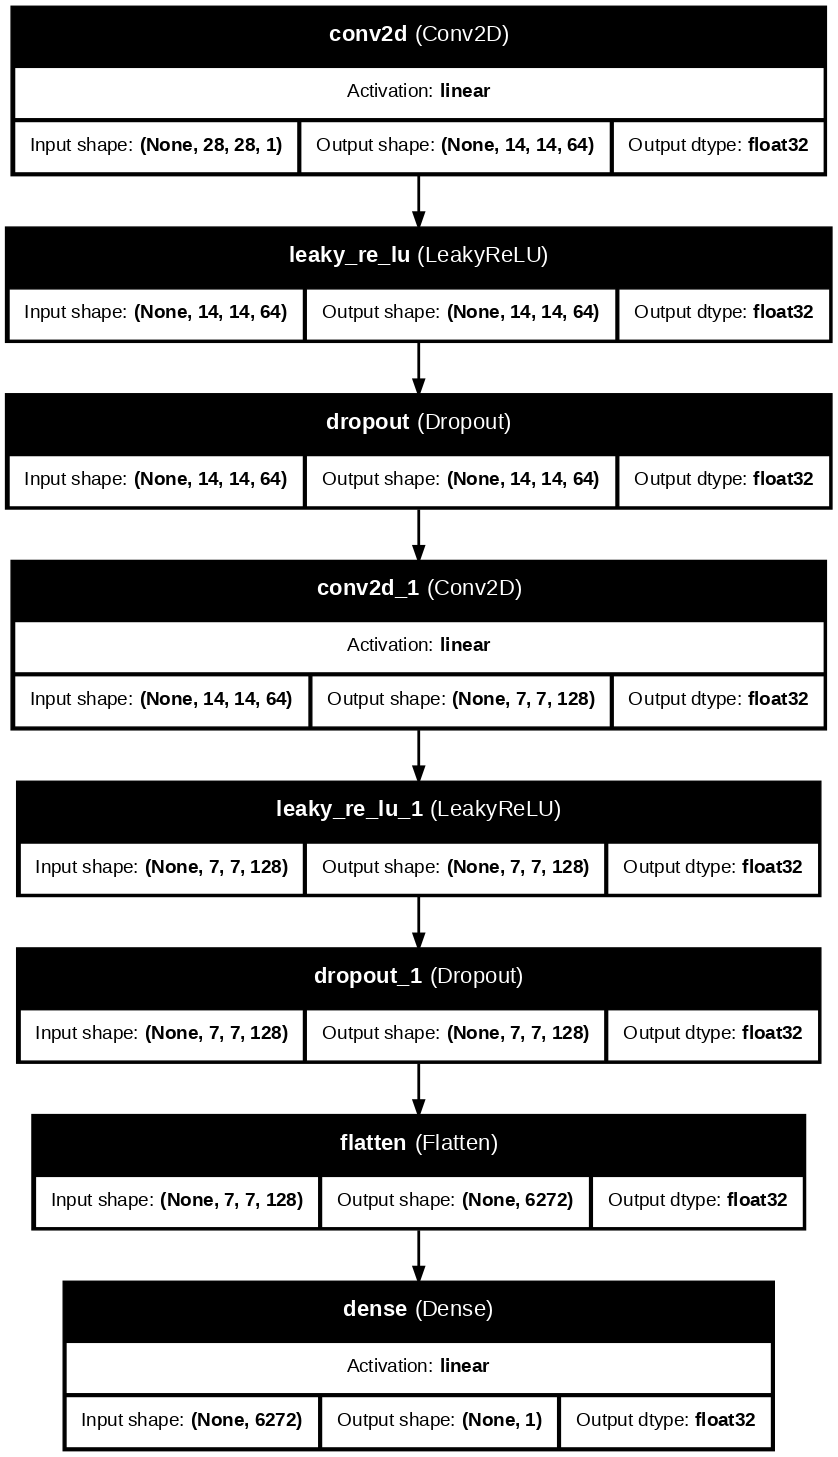 conv2d (Conv2D)
Activation: linear
Input shape: (None, 28, 28, 1) Output shape: (None, 14, 14, 64) Output dtype: float32
leaky_re_lu (LeakyReLU)
Input shape: (None, 14, 14, 64) Output shape: (None, 14, 14, 64) Output dtype: float32
dropout (Dropout)
Input shape: (None, 14, 14, 64) Output shape: (None, 14, 14, 64) Output dtype: float32
conv2d_1 (Conv2D)
Activation: linear
Input shape: (None, 14, 14, 64) Output shape: (None, 7, 7, 128) Output dtype: float32
leaky_re_lu_1 (LeakyReLU)
Input shape: (None, 7, 7, 128) Output shape: (None, 7, 7, 128) Output dtype: float32
dropout_1 (Dropout)
Input shape: (None, 7, 7, 128) Output shape: (None, 7, 7, 128) Output dtype: float32
flatten (Flatten)
Input shape: (None, 7, 7, 128) Output shape: (None, 6272) Output dtype: float32
dense (Dense)
Activation: linear
Input shape: (None, 6272) Output shape: (None, 1) Output dtype: float32